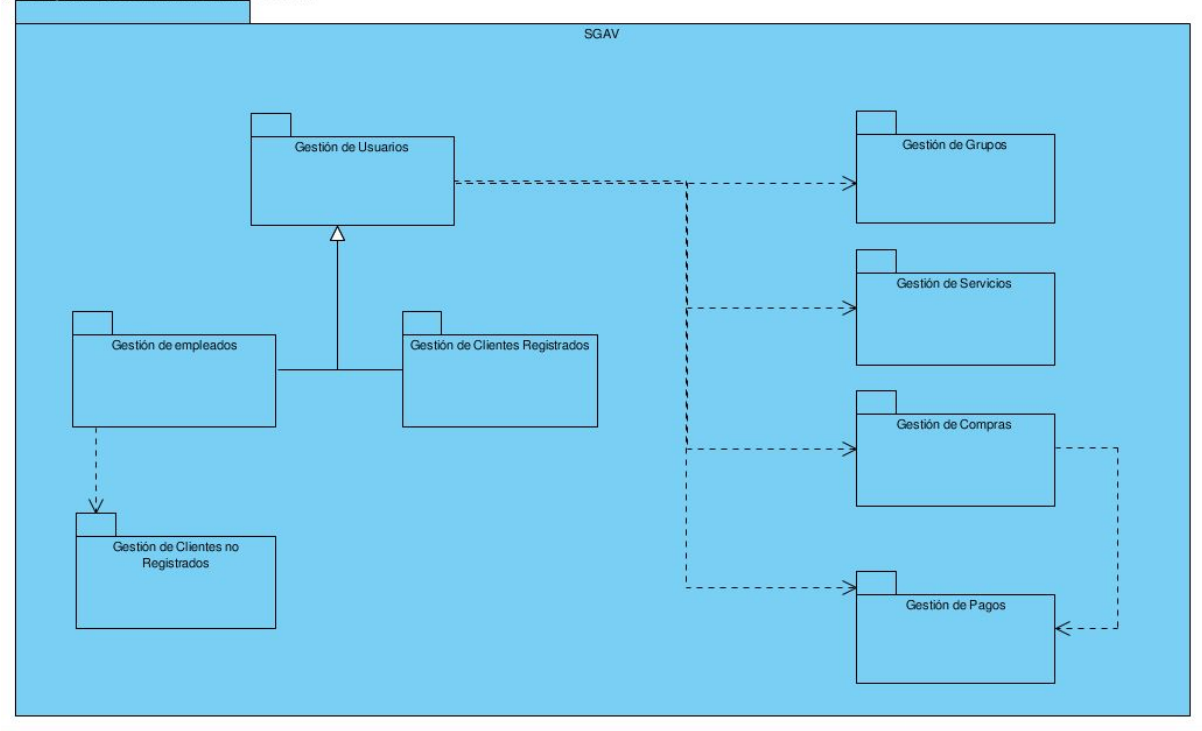 SGAV
Gestión de Usuarios
Gestión de Grupos
Gestión de Servicios
Gestión de empleados
Gestión de Clientes Registrados
Gestión de Compras
Gestión de Clientes no
Registrados
Gestión de Pagos